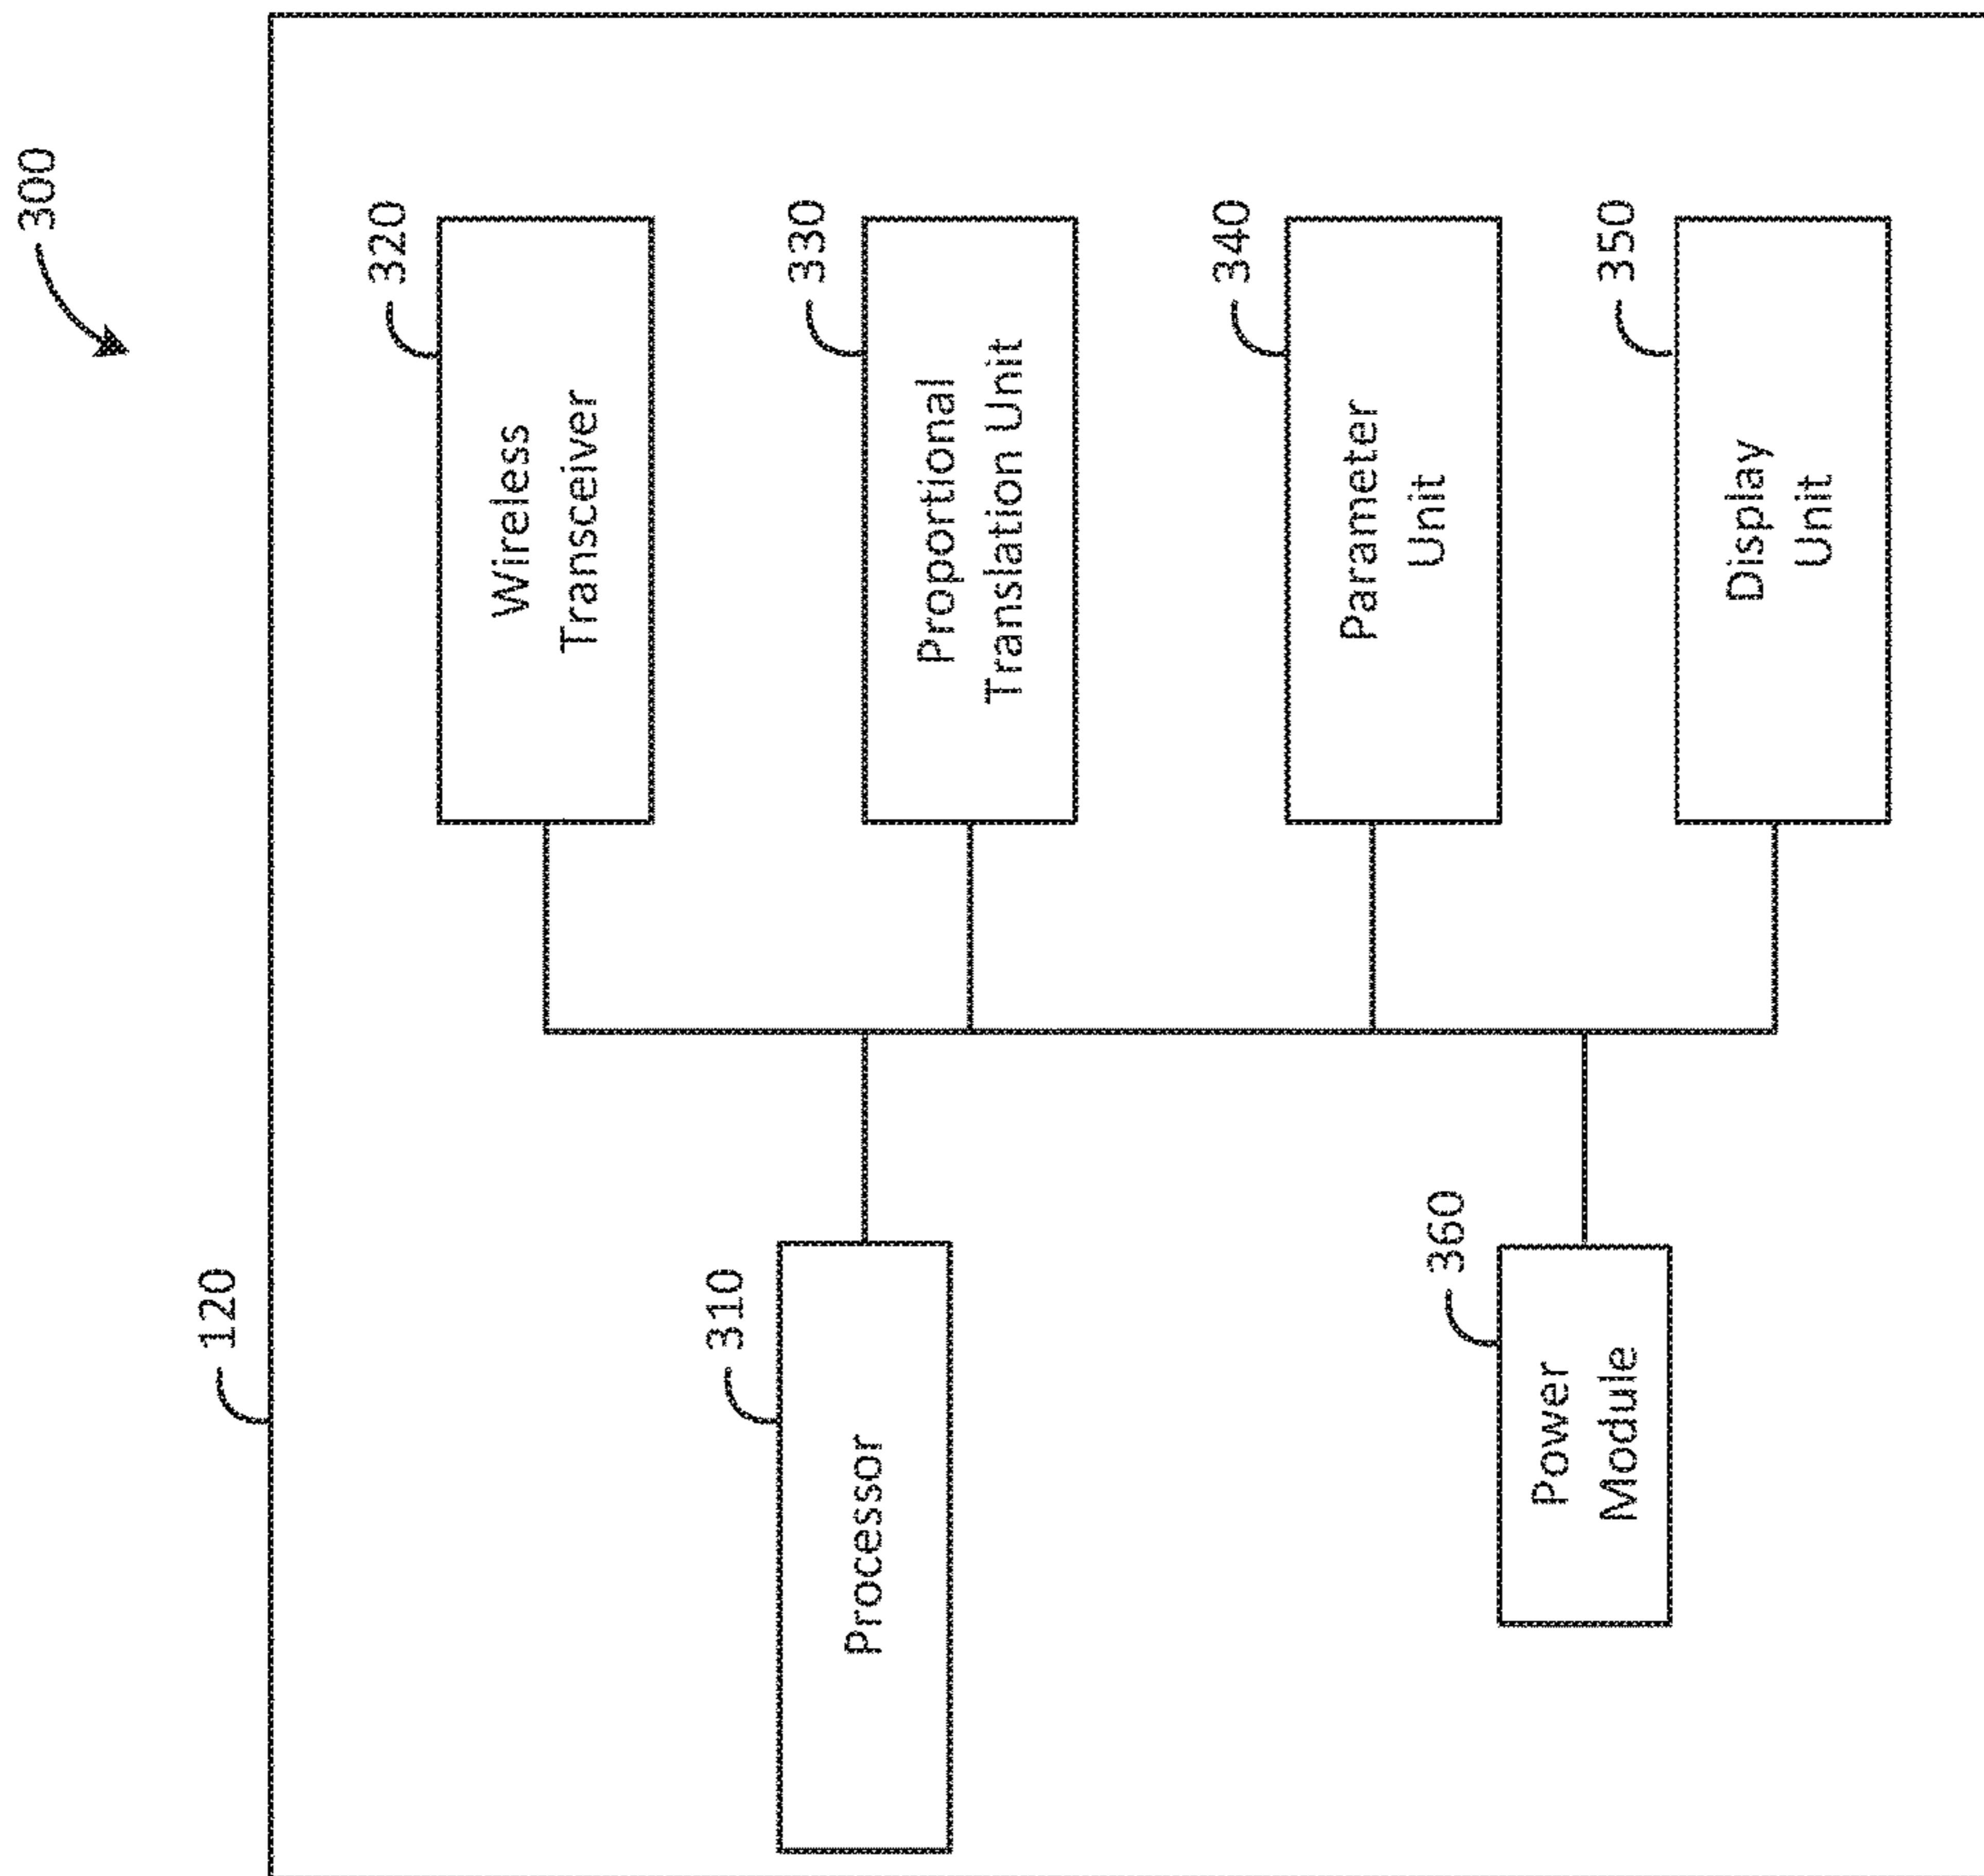 300
120
310
Processor
320
Wireless
Transceiver
330
Proportional
Translation Unit
340
Parameter
Unit
360
Power
Module
350
Display
Unit